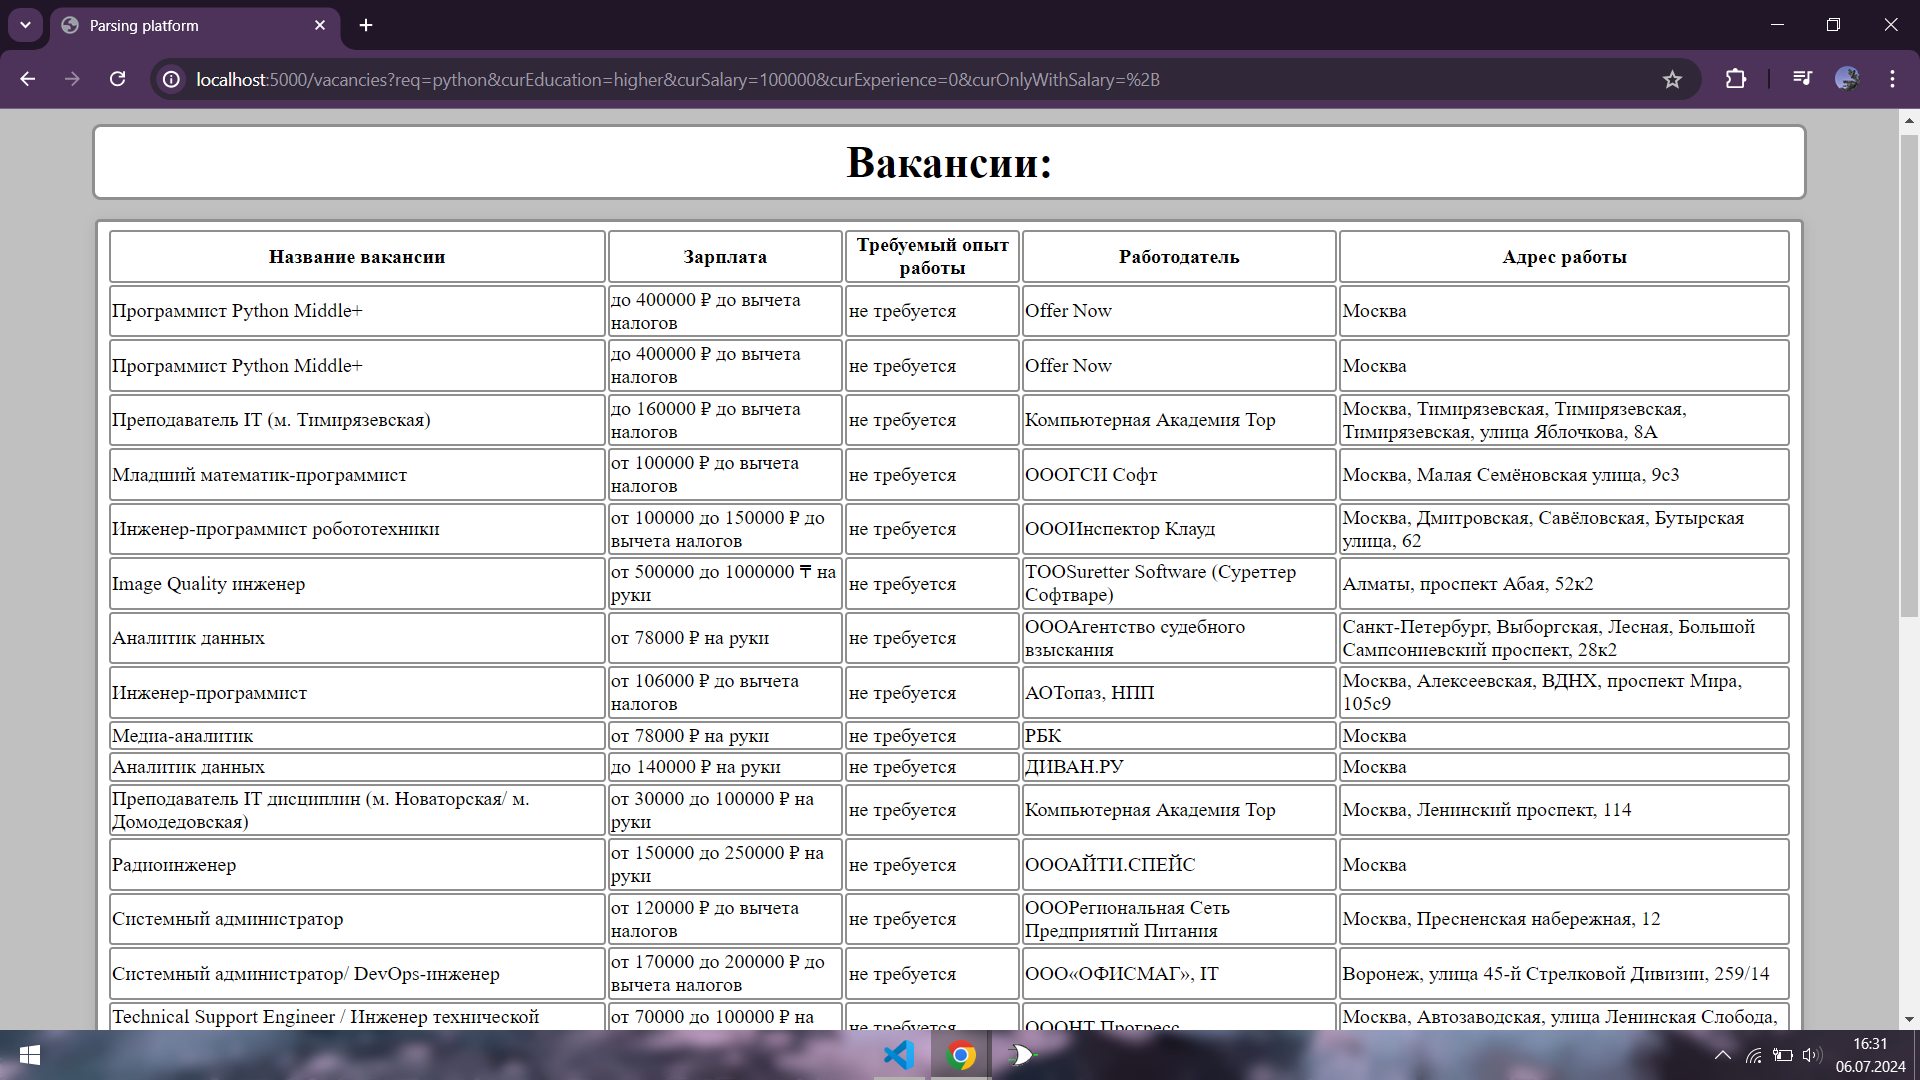 Parsing platform
localhost:5000/vacancies?req=python&curEducation=higher&curSalary=100000&curExperience=0&curOnlyWithSalary=%2B
Вакансии:
Название вакансии
Зарплата
Требуемый опыт
работы
Работодатель
Адрес работы
Программист Python Middle+
до 400000 ₽ до вычета
налогов
не требуется
Offer Now
Москва
Программист Python Middle+
до 400000 ₽ до вычета
налогов
не требуется
Offer Now
Москва
Преподаватель IT (м. Тимирязевская)
до 160000 ₽ до вычета
налогов
не требуется
Компьютерная Академия Top
Москва, Тимирязевская, Тимирязевская,
Тимирязевская, улица Яблочкова, 8А
Младший математик-программист
от 100000 ₽ до вычета
налогов
не требуется
ОООГСИ Софт
Москва, Малая Семёновская улица, 9с3
Инженер-программист робототехники
от 100000 до 150000 ₽ до
вычета налогов
не требуется
ОООИнспектор Клауд
Москва, Дмитровская, Савёловская, Бутырская
улица, 62
Image Quality инженер
от 500000 до 1000000 ₸ на
руки
не требуется
ТООSuretter Software (Суреттер
Софтваре)
Алматы, проспект Абая, 52к2
Аналитик данных
от 78000 ₽ на руки
не требуется
ОООАгентство судебного
взыскания
Санкт-Петербург, Выборгская, Лесная, Большой
Сампсониевский проспект, 28к2
Инженер-программист
от 106000 ₽ до вычета
налогов
не требуется
АОТопаз, НПП
Москва, Алексеевская, ВДНХ, проспект Мира,
105с9
Медиа-аналитик
от 78000 ₽ на руки
не требуется
РБК
Москва
Аналитик данных
до 140000 ₽ на руки
не требуется
ДИВАН.РУ
Москва
Преподаватель IT дисциплин (м. Новаторская/ м.
Домодедовская)
от 30000 до 100000 ₽ на
руки
не требуется
Компьютерная Академия Top
Москва, Ленинский проспект, 114
Радиоинженер
от 150000 до 250000 ₽ на
руки
не требуется
ОООАЙТИ.СПЕЙС
Москва
Системный администратор
от 120000 ₽ до вычета
налогов
не требуется
ОООРегиональная Сеть
Предприятий Питания
Москва, Пресненская набережная, 12
Системный администратор/ DevOps-инженер
от 170000 до 200000 ₽ до
вычета налогов
не требуется
ООО«ОФИСМАГ», IT
Воронеж, улица 45-й Стрелковой Дивизии, 259/14
Technical Support Engineer / Инженер технической
от 70000 до 100000 ₽ на
не требуется
ОООНТ Прогресс
Москва, Автозаводская, улица Ленинская Слобода,
16:31
06.07.2024